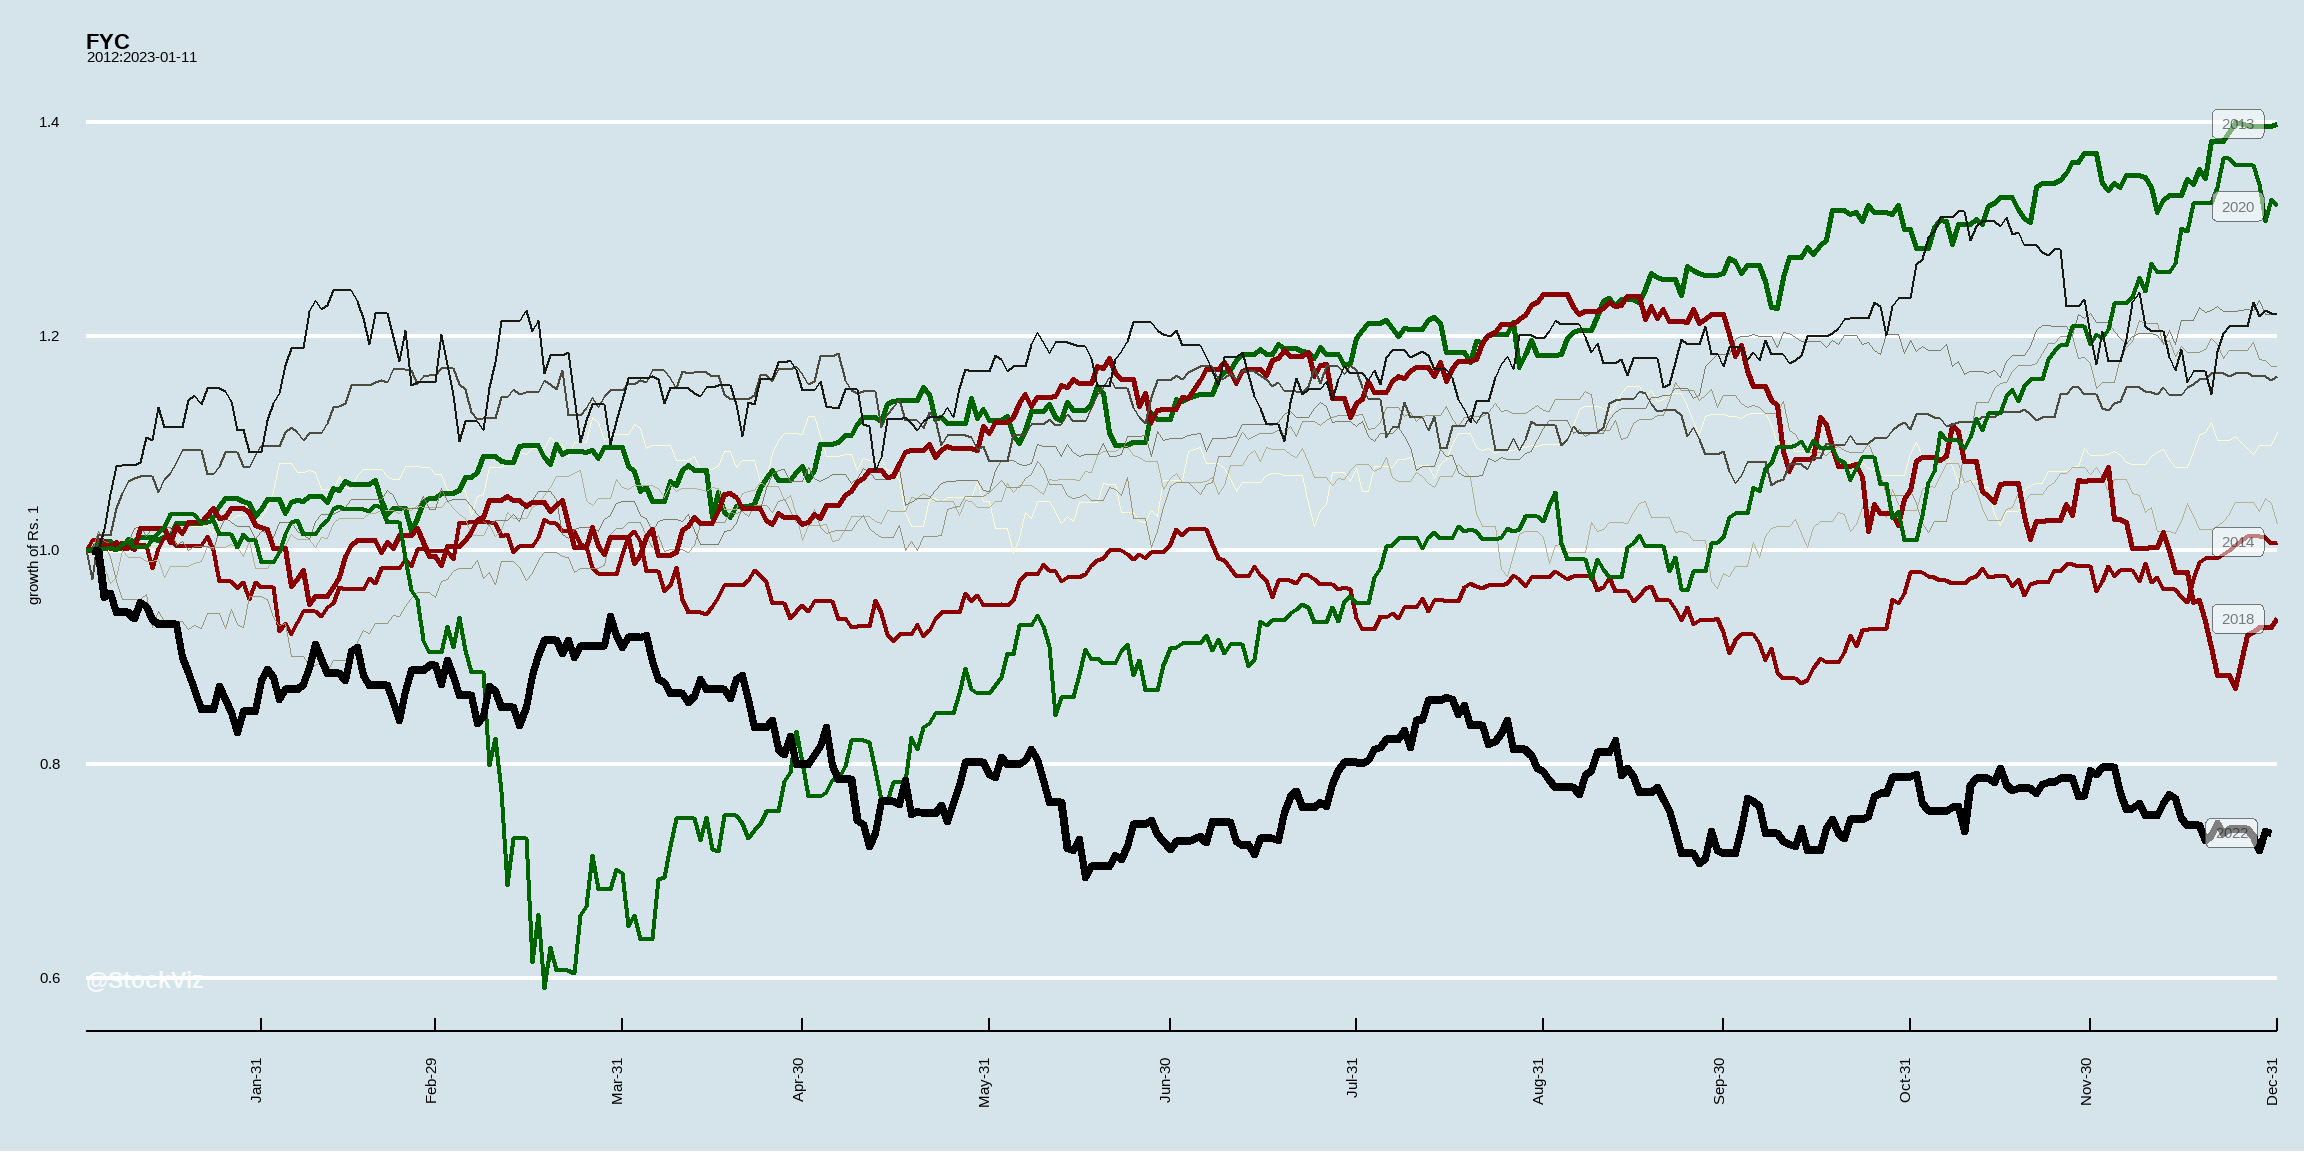 FYC
2012:2023-01-11
1.4
1.2
1.0
0.8
0.6
growth of Rs. 1
2013
2020
2014
2018
2022
@StockViz
Jan-31
Feb-29
Mar-31
Apr-30
May-31
Jun-30
Jul-31
Aug-31
Sep-30
Oct-31
Nov-30
Dec-31